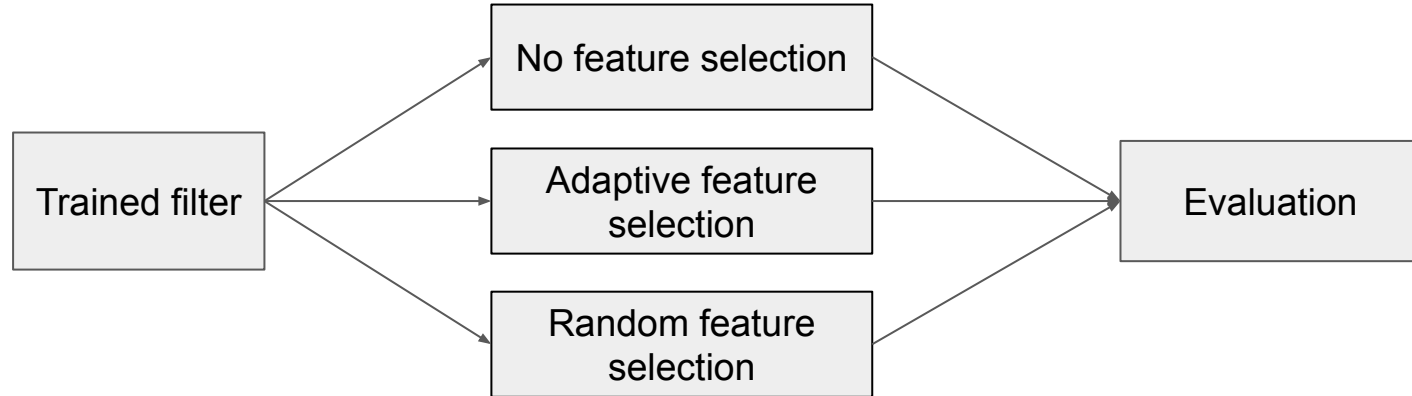 No feature selection
Trained filter
Adaptive feature
selection
Evaluation
Random feature
selection